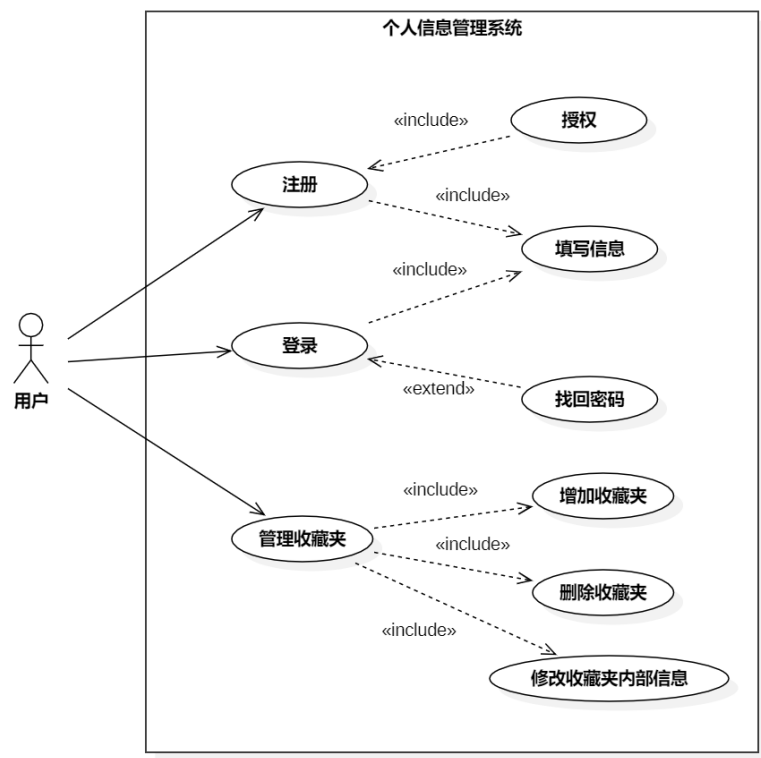 个人信息管理系统
«include»
授权
注册
«include»
填写信息
«include»
登录
«extend»
找回密码
用户
«include»
增加收藏夹
管理收藏夹
«include»
删除收藏夹
«include»
修改收藏夹内部信息